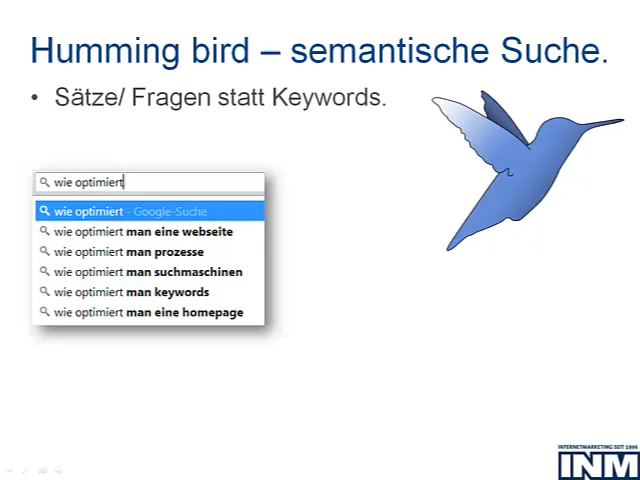 Humming bird – semantische Suche.
• Sätze/ Fragen statt Keywords.
wie optimiert
wie optimiert - Google-Suche
wie optimiert man eine webseite
wie optimiert man prozesse
wie optimiert man suchmaschinen
wie optimiert man keywords
wie optimiert man eine homepage
INTERNETMARKETING SEIT 1996
INM